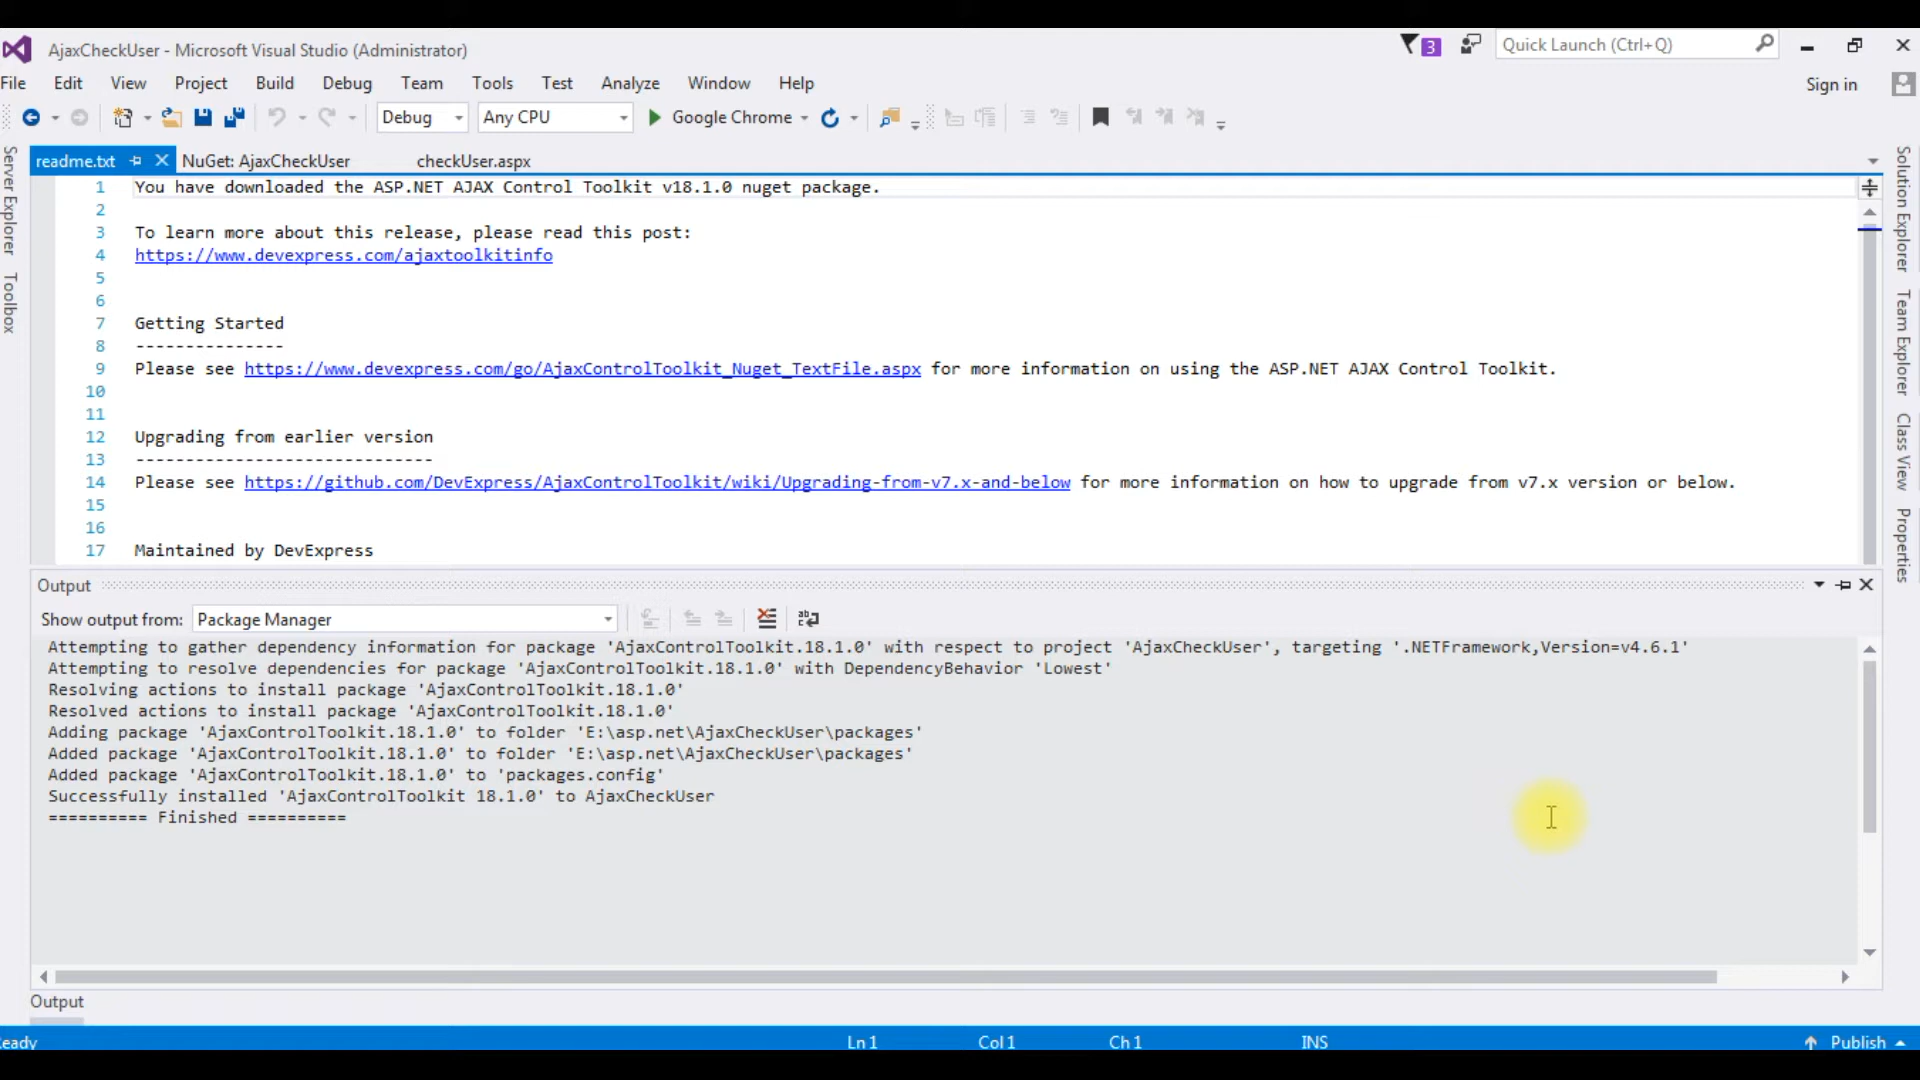 AjaxCheckUser - Microsoft Visual Studio (Administrator)
3
Quick Launch (Ctrl+Q)
File Edit View Project Build Debug Team Tools Test Analyze Window Help
Sign in
Debug
Any CPU
Google Chrome
Server Explorer
Toolbox
readme.txt
NuGet: AjaxCheckUser
checkUser.aspx
1 You have downloaded the ASP.NET AJAX Control Toolkit v18.1.0 nuget package.
2
3 To learn more about this release, please read this post:
4 https://www.devexpress.com/ajaxtoolkitinfo
5
6
7 Getting Started
8 ---------------
9 Please see https://www.devexpress.com/go/AjaxControlToolkit_Nuget_TextFile.aspx for more information on using the ASP.NET AJAX Control Toolkit.
10
11
12 Upgrading from earlier version
13 ------------------------------
14 Please see https://github.com/DevExpress/AjaxControlToolkit/wiki/Upgrading-from-v7.x-and-below for more information on how to upgrade from v7.x version or below.
15
16
17 Maintained by DevExpress
Solution Explorer
Team Explorer
Class View
Properties
Output
Show output from: Package Manager
Attempting to gather dependency information for package 'AjaxControlToolkit.18.1.0' with respect to project 'AjaxCheckUser', targeting '.NETFramework,Version=v4.6.1'
Attempting to resolve dependencies for package 'AjaxControlToolkit.18.1.0' with DependencyBehavior 'Lowest'
Resolving actions to install package 'AjaxControlToolkit.18.1.0'
Resolved actions to install package 'AjaxControlToolkit.18.1.0'
Adding package 'AjaxControlToolkit.18.1.0' to folder 'E:\asp.net\AjaxCheckUser\packages'
Added package 'AjaxControlToolkit.18.1.0' to folder 'E:\asp.net\AjaxCheckUser\packages'
Added package 'AjaxControlToolkit.18.1.0' to 'packages.config'
Successfully installed 'AjaxControlToolkit 18.1.0' to AjaxCheckUser
========== Finished ==========
Output
eady
Ln 1
Col 1
Ch 1
INS
Publish